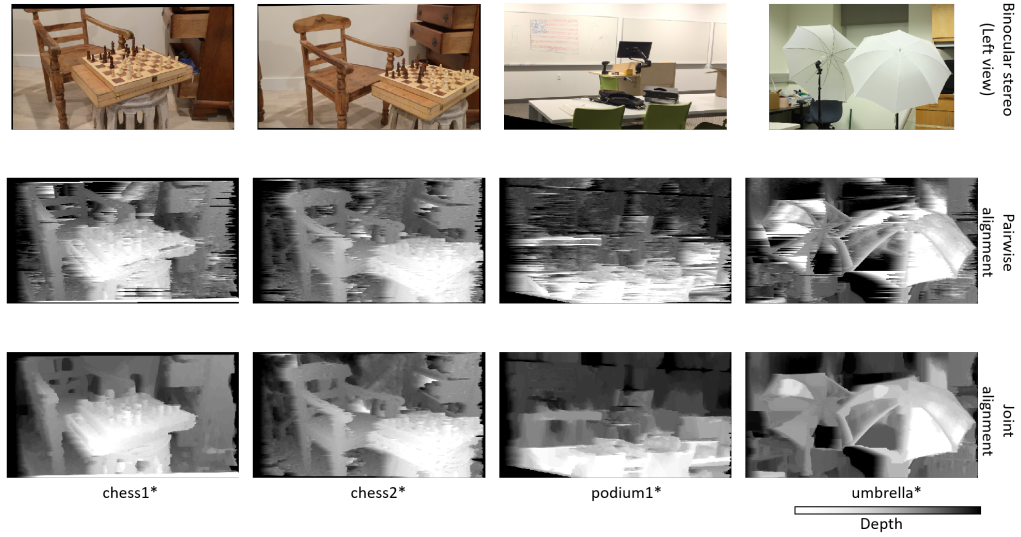 Binocular stereo
(Left view)
Pairwise
alignment
Joint
alignment
chess1*
chess2*
podium1*
umbrella*
Depth